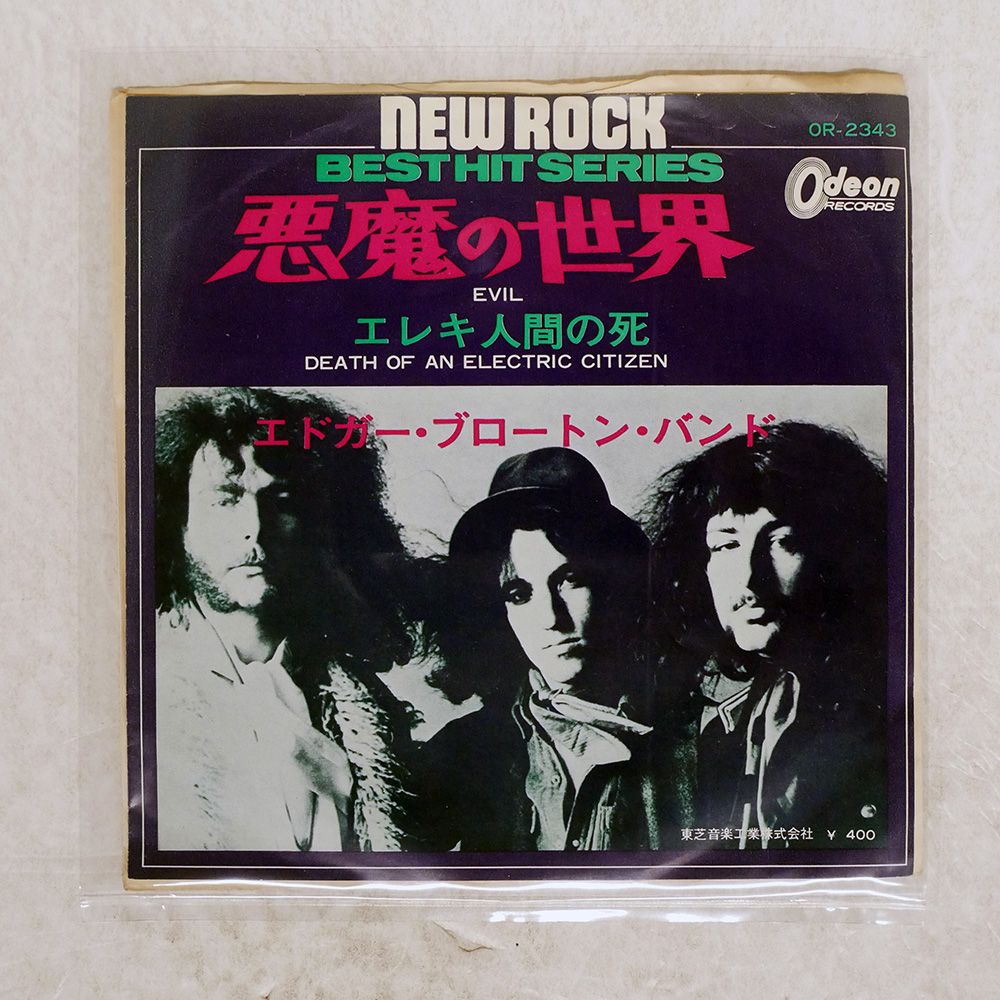 NEW ROCK
OR-2343
BEST HIT SERIES
Odeon
RECORDS
悪魔の世界
EVIL
エレキ人間の死
DEATH OF AN ELECTRIC CITIZEN
エドガー・ブロートン・バンド
東芝音楽工業株式会社 ¥ 400